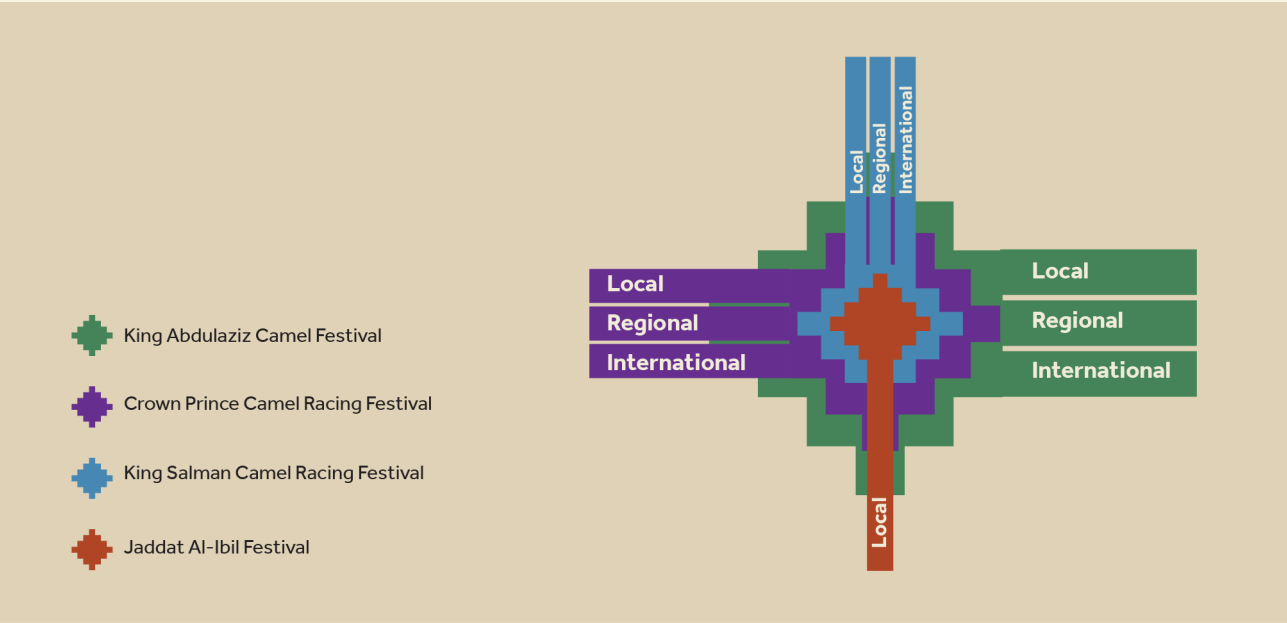 King Abdulaziz Camel Festival
Crown Prince Camel Racing Festival
King Salman Camel Racing Festival
Jaddat Al-Ibil Festival
Local
Regional
International
Local
Regional
International
Local
Regional
International
Local